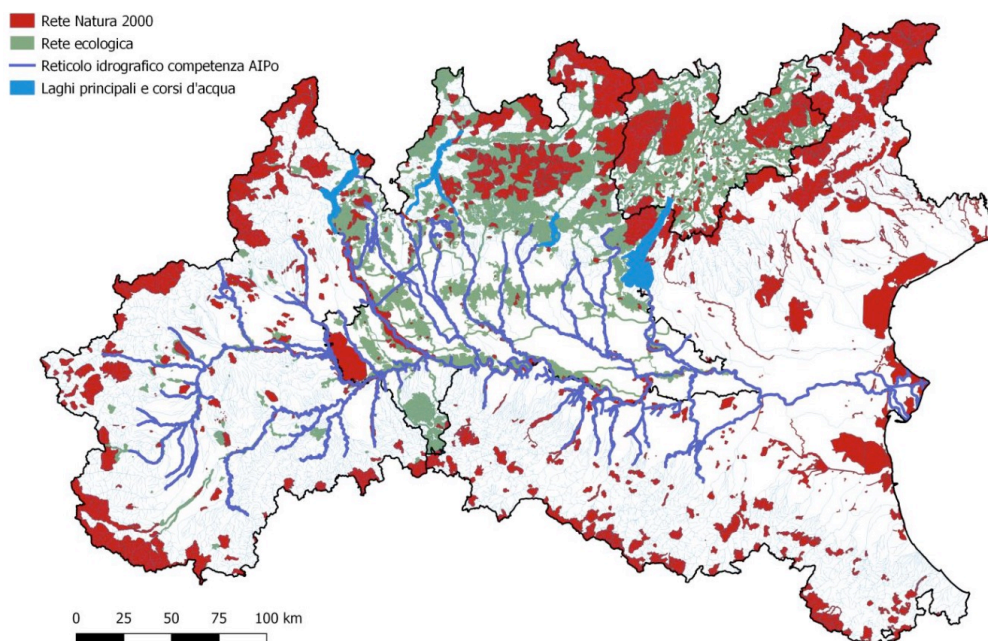 Rete Natura 2000
Rete ecologica
Reticolo idrografico competenza AIPo
Laghi principali e corsi d'acqua
0 25 50 75 100 km